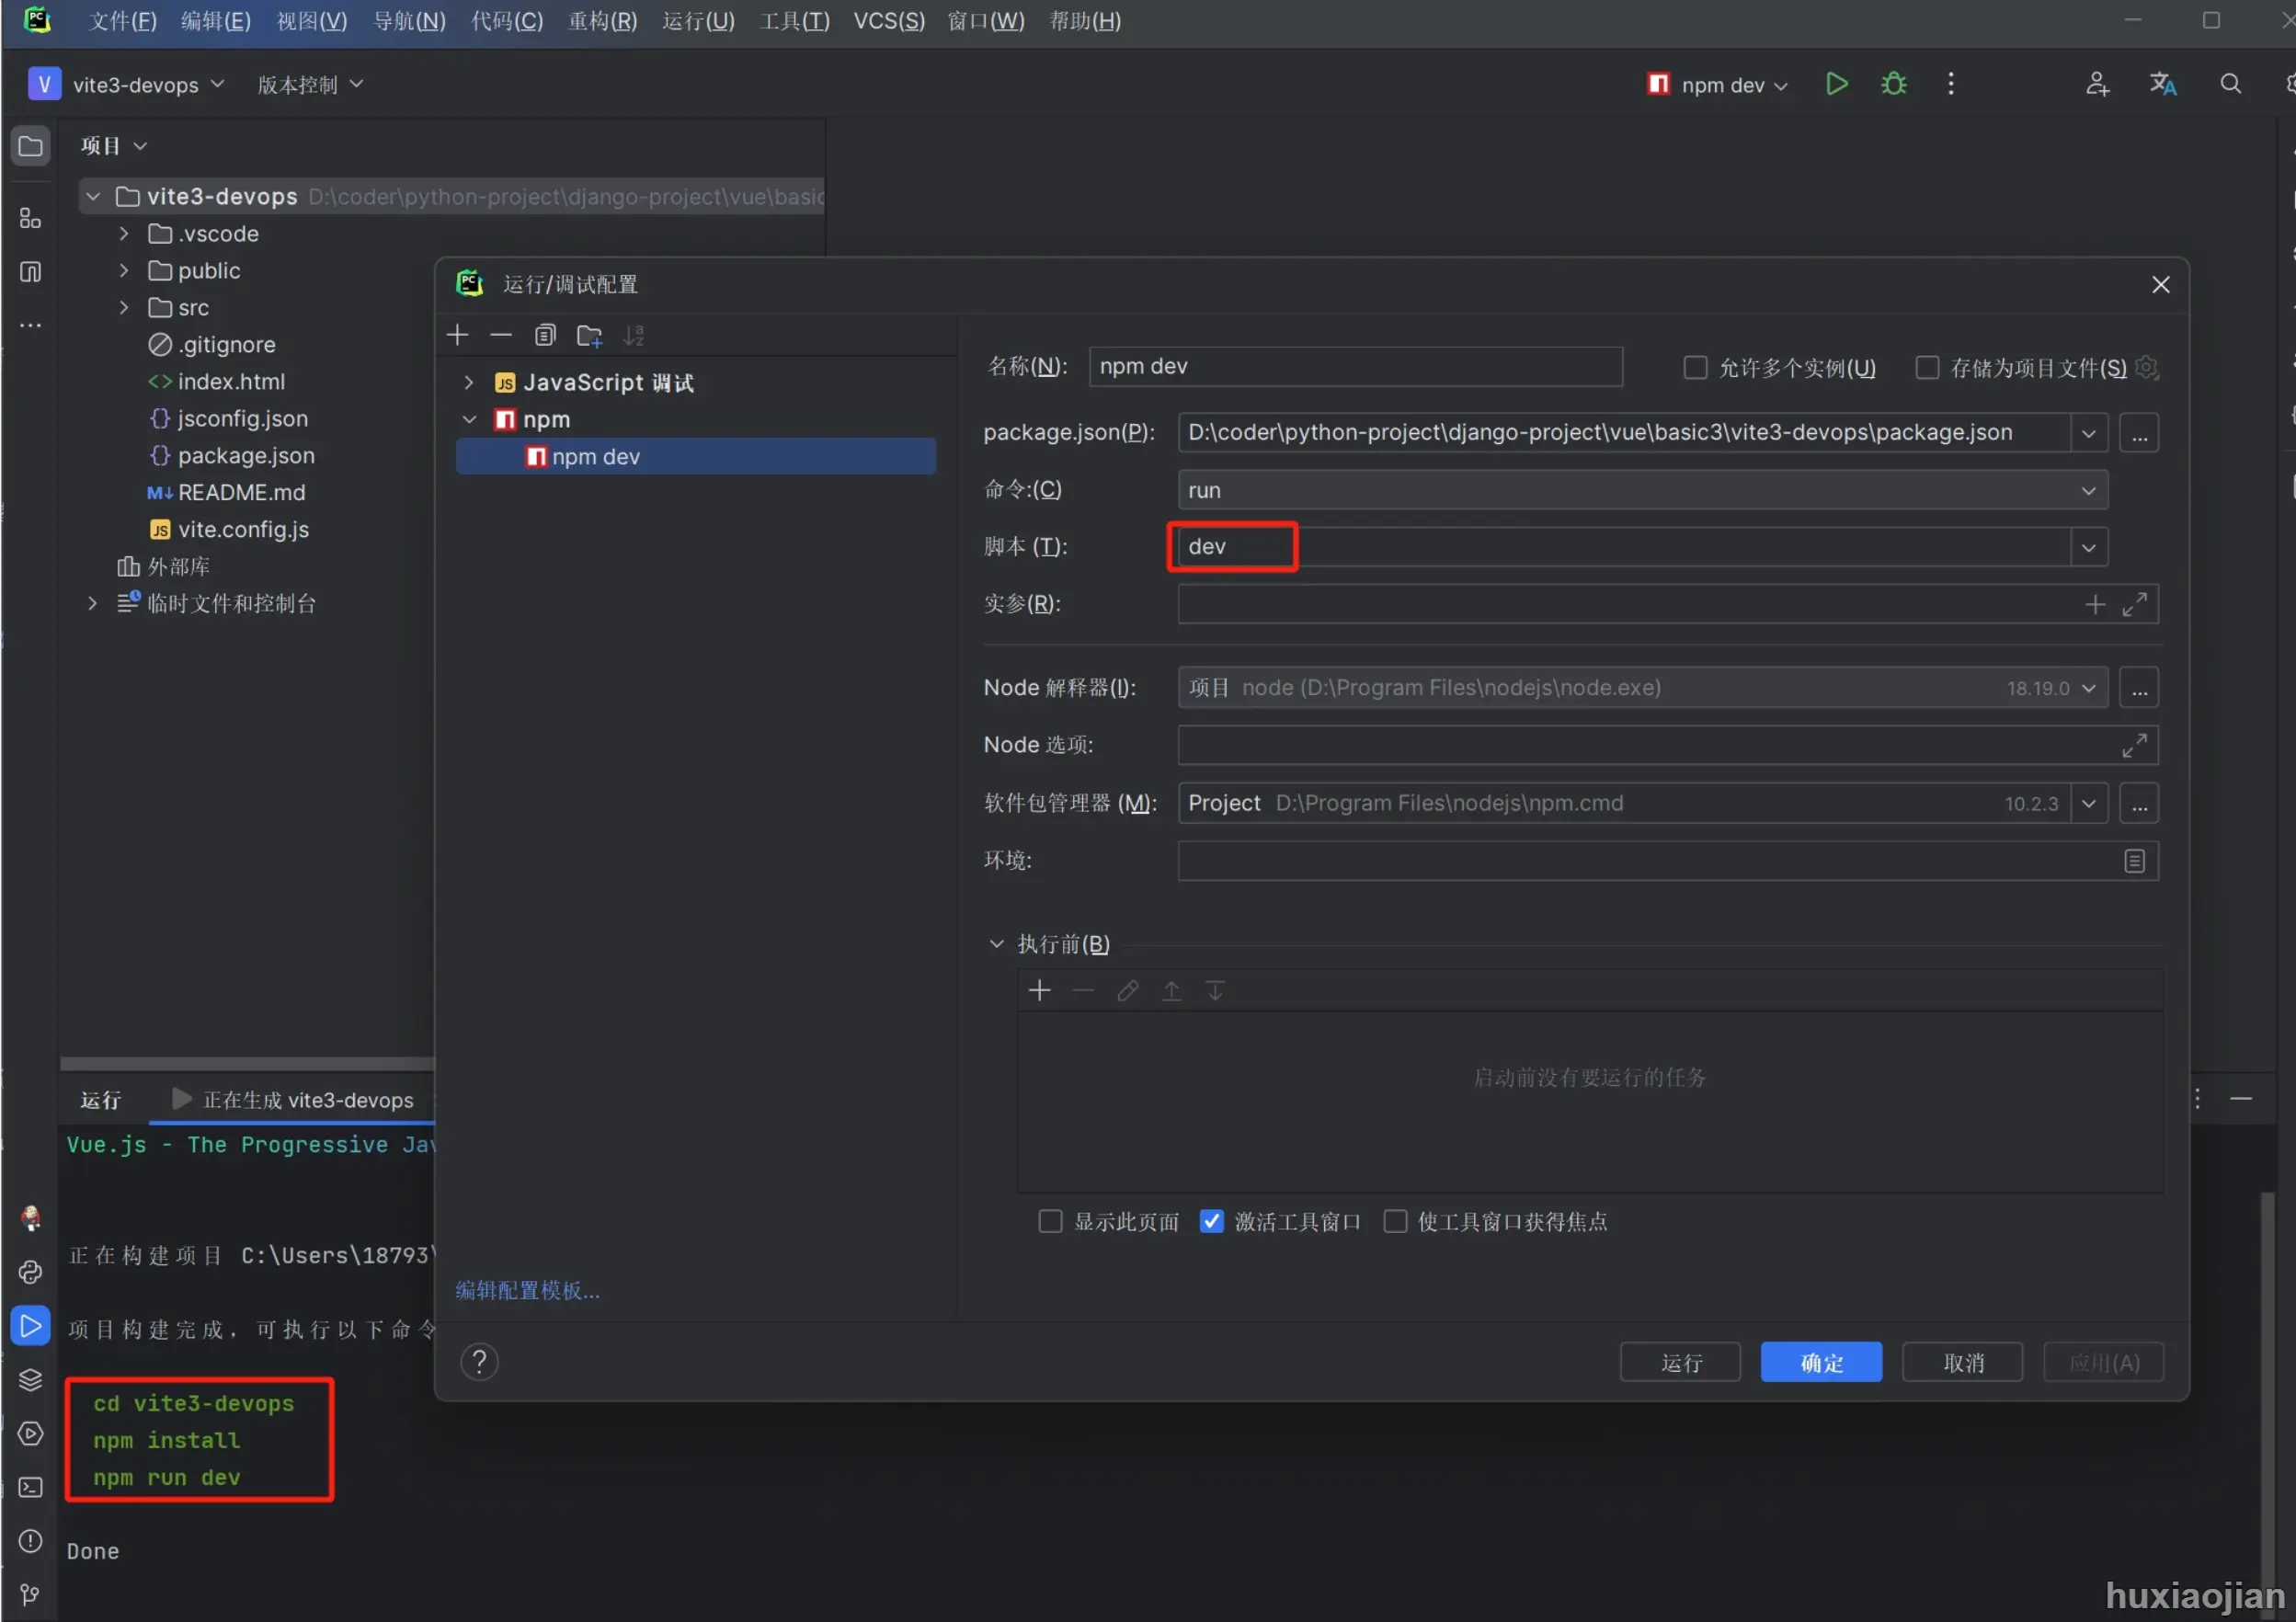 文件(F) 编辑(E) 视图(V) 导航(N) 代码(C) 重构(R) 运行(U) 工具(T) VCS(S) 窗口(W) 帮助(H)
V vite3-devops 版本控制 npm dev
项目
vite3-devops D:\coder\python-project\django-project\vue\basic
.vscode
public
src
.gitignore
index.html
jsconfig.json
package.json
README.md
vite.config.js
外部库
临时文件和控制台
运行/调试配置
JavaScript 调试
npm
npm dev
编辑配置模板...
名称(N): npm dev 允许多个实例(U) 存储为项目文件(S)
package.json(P): D:\coder\python-project\django-project\vue\basic3\vite3-devops\package.json ...
命令:(C) run
脚本 (T): dev
实参(R):
Node 解释器(I): 项目 node (D:\Program Files\nodejs\node.exe) 18.19.0 ...
Node 选项:
软件包管理器 (M): Project D:\Program Files\nodejs\npm.cmd 10.2.3 ...
环境:
执行前(B)
启动前没有要运行的任务
显示此页面 激活工具窗口 使工具窗口获得焦点
? 运行 确定 取消 应用(A)
运行 正在生成 vite3-devops
Vue.js - The Progressive Jav
正在构建项目 C:\Users\18793\
项目构建完成，可执行以下命令
cd vite3-devops
npm install
npm run dev
Done
huxiaojian